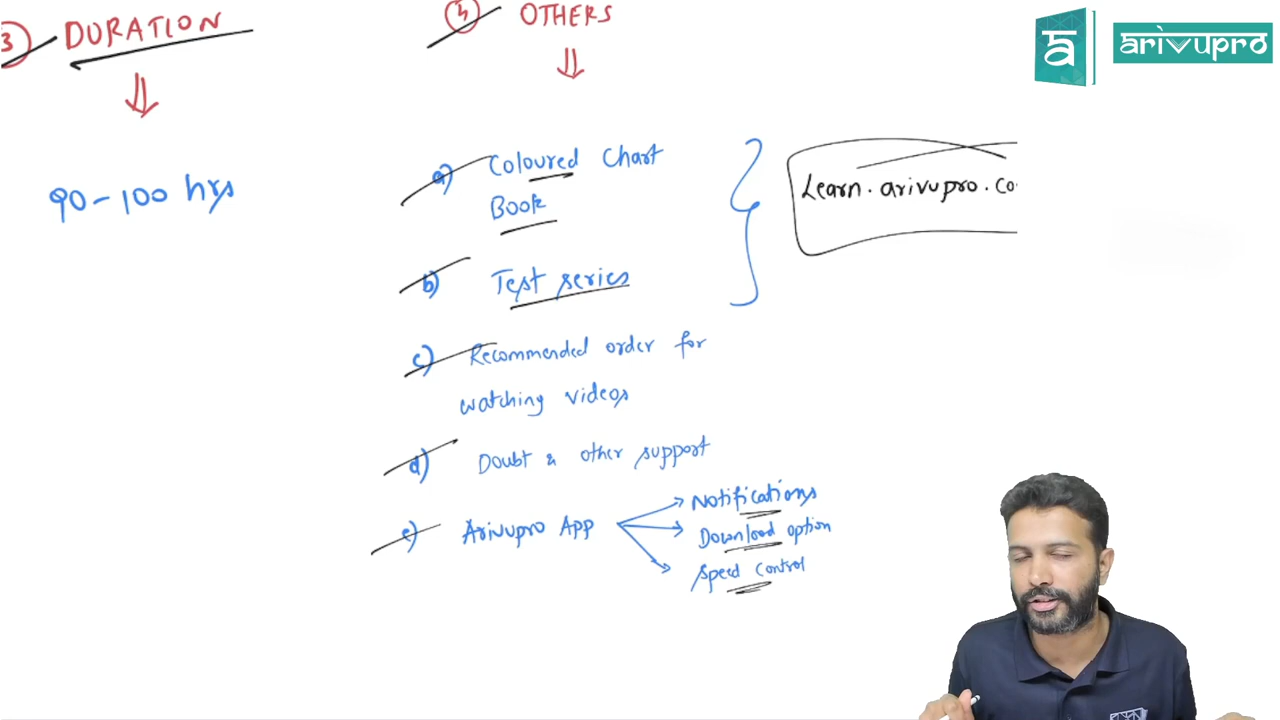 3 DURATION
90-100 hrs
4 OTHERS
a) Coloured Chart
Book
b) Test series
c) Recommended order for
watching videos
d) Doubt & other support
e) Arivupro App
Notifications
Download option
Speed control
Learn.arivupro.co
arivupro